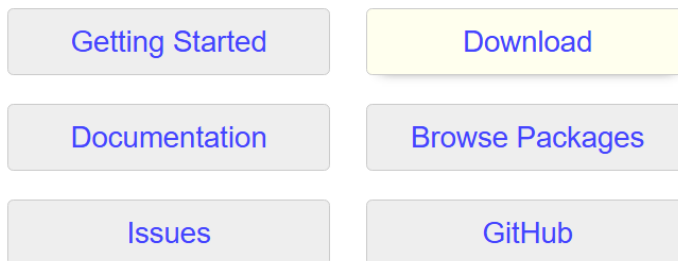 Getting Started
Download
Documentation
Browse Packages
Issues
GitHub